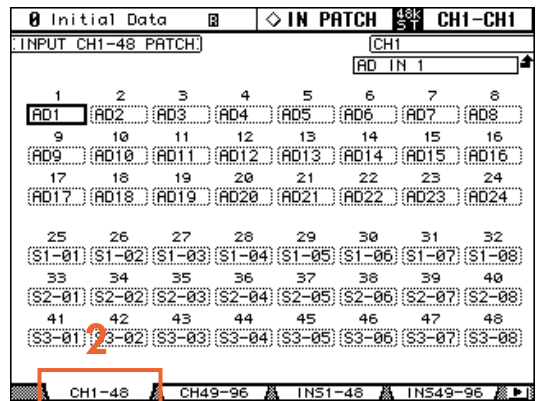 0 Initial Data R ◇ IN PATCH 48k ST CH1-CH1
INPUT CH1-48 PATCH CH1
AD IN 1
1 2 3 4 5 6 7 8
AD1 AD2 AD3 AD4 AD5 AD6 AD7 AD8
9 10 11 12 13 14 15 16
AD9 AD10 AD11 AD12 AD13 AD14 AD15 AD16
17 18 19 20 21 22 23 24
AD17 AD18 AD19 AD20 AD21 AD22 AD23 AD24
25 26 27 28 29 30 31 32
S1-01 S1-02 S1-03 S1-04 S1-05 S1-06 S1-07 S1-08
33 34 35 36 37 38 39 40
S2-01 S2-02 S2-03 S2-04 S2-05 S2-06 S2-07 S2-08
41 42 43 44 45 46 47 48
S3-01 S3-02 S3-03 S3-04 S3-05 S3-06 S3-07 S3-08
2
CH1-48 CH49-96 INS1-48 INS49-96